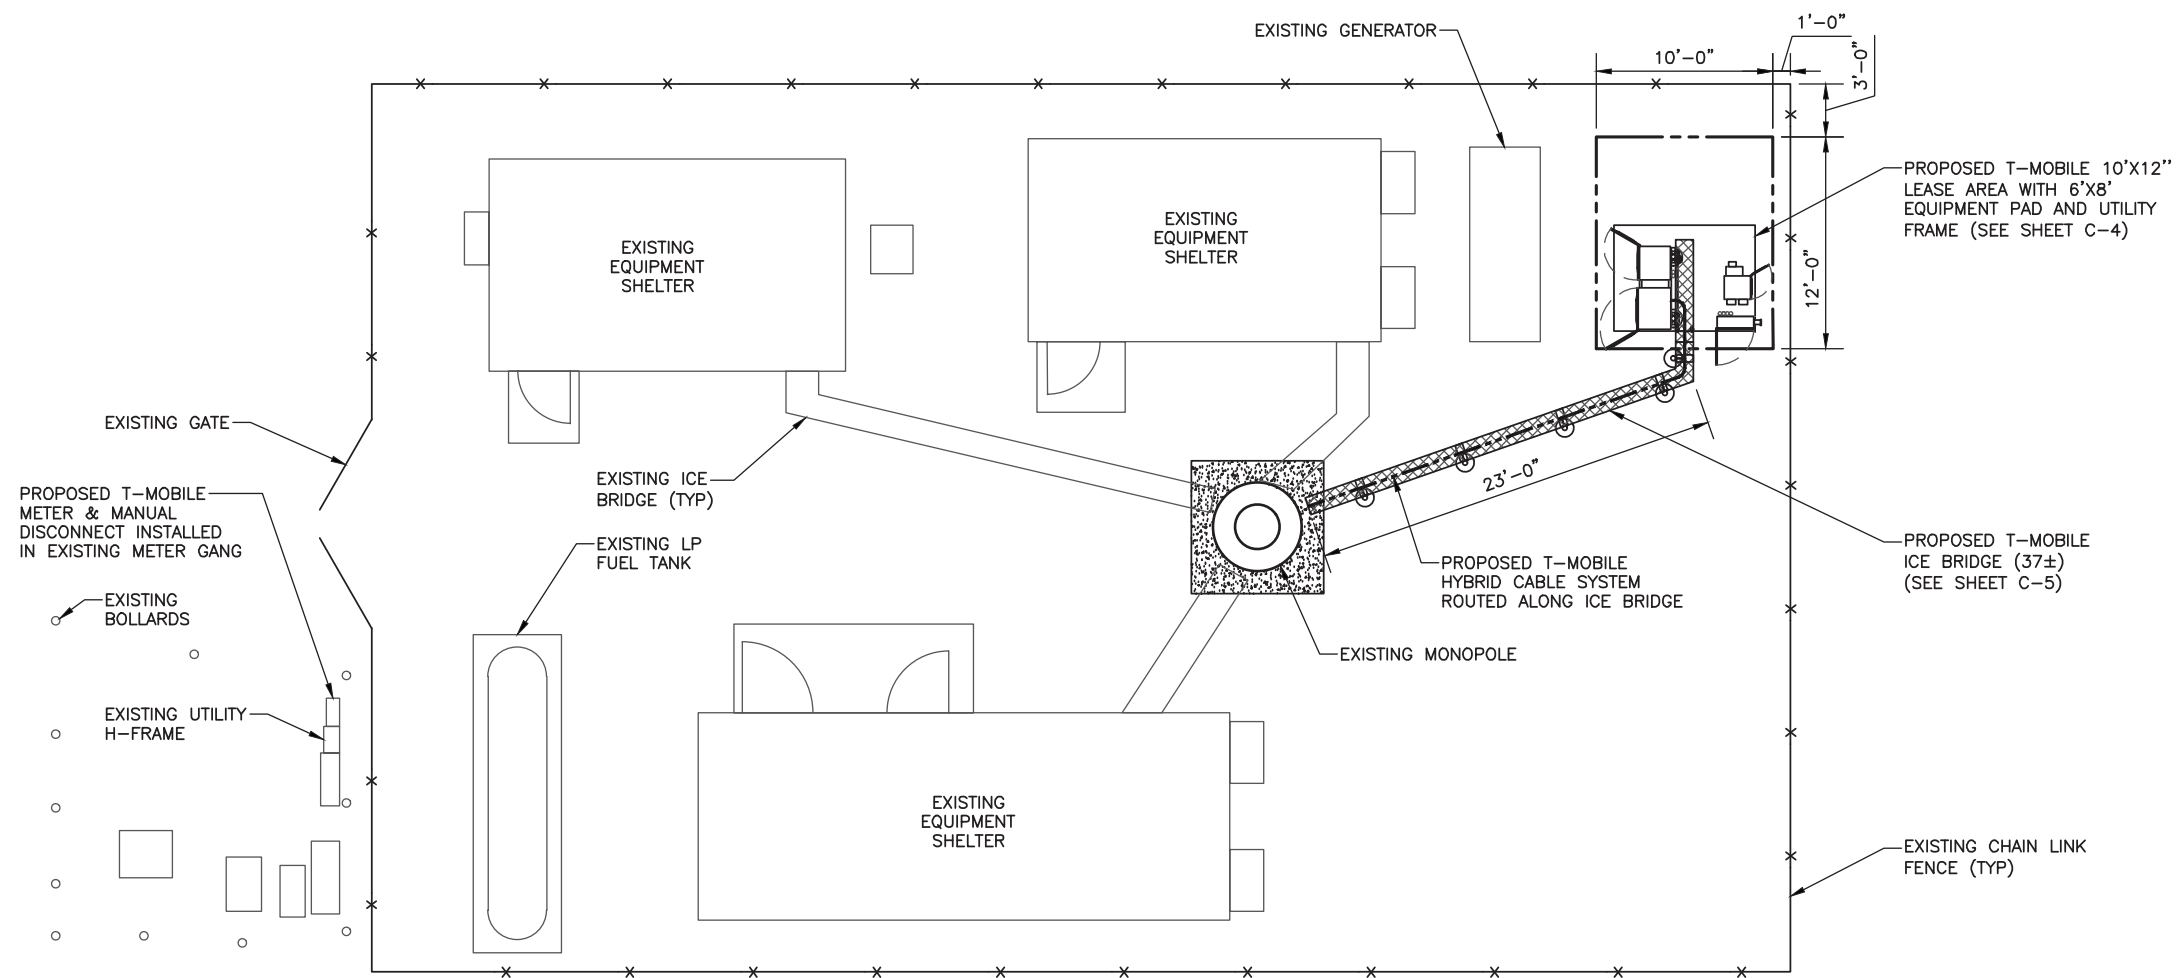 EXISTING GENERATOR
1'-0"
10'-0"
3'-0"
PROPOSED T-MOBILE 10'X12''
LEASE AREA WITH 6'X8'
EQUIPMENT PAD AND UTILITY
FRAME (SEE SHEET C-4)
12'-0"
EXISTING
EQUIPMENT
SHELTER
EXISTING
EQUIPMENT
SHELTER
EXISTING GATE
EXISTING ICE
BRIDGE (TYP)
23'-0"
PROPOSED T-MOBILE
METER & MANUAL
DISCONNECT INSTALLED
IN EXISTING METER GANG
EXISTING LP
FUEL TANK
PROPOSED T-MOBILE
HYBRID CABLE SYSTEM
ROUTED ALONG ICE BRIDGE
PROPOSED T-MOBILE
ICE BRIDGE (37±)
(SEE SHEET C-5)
EXISTING
BOLLARDS
EXISTING MONOPOLE
EXISTING UTILITY
H-FRAME
EXISTING
EQUIPMENT
SHELTER
EXISTING CHAIN LINK
FENCE (TYP)